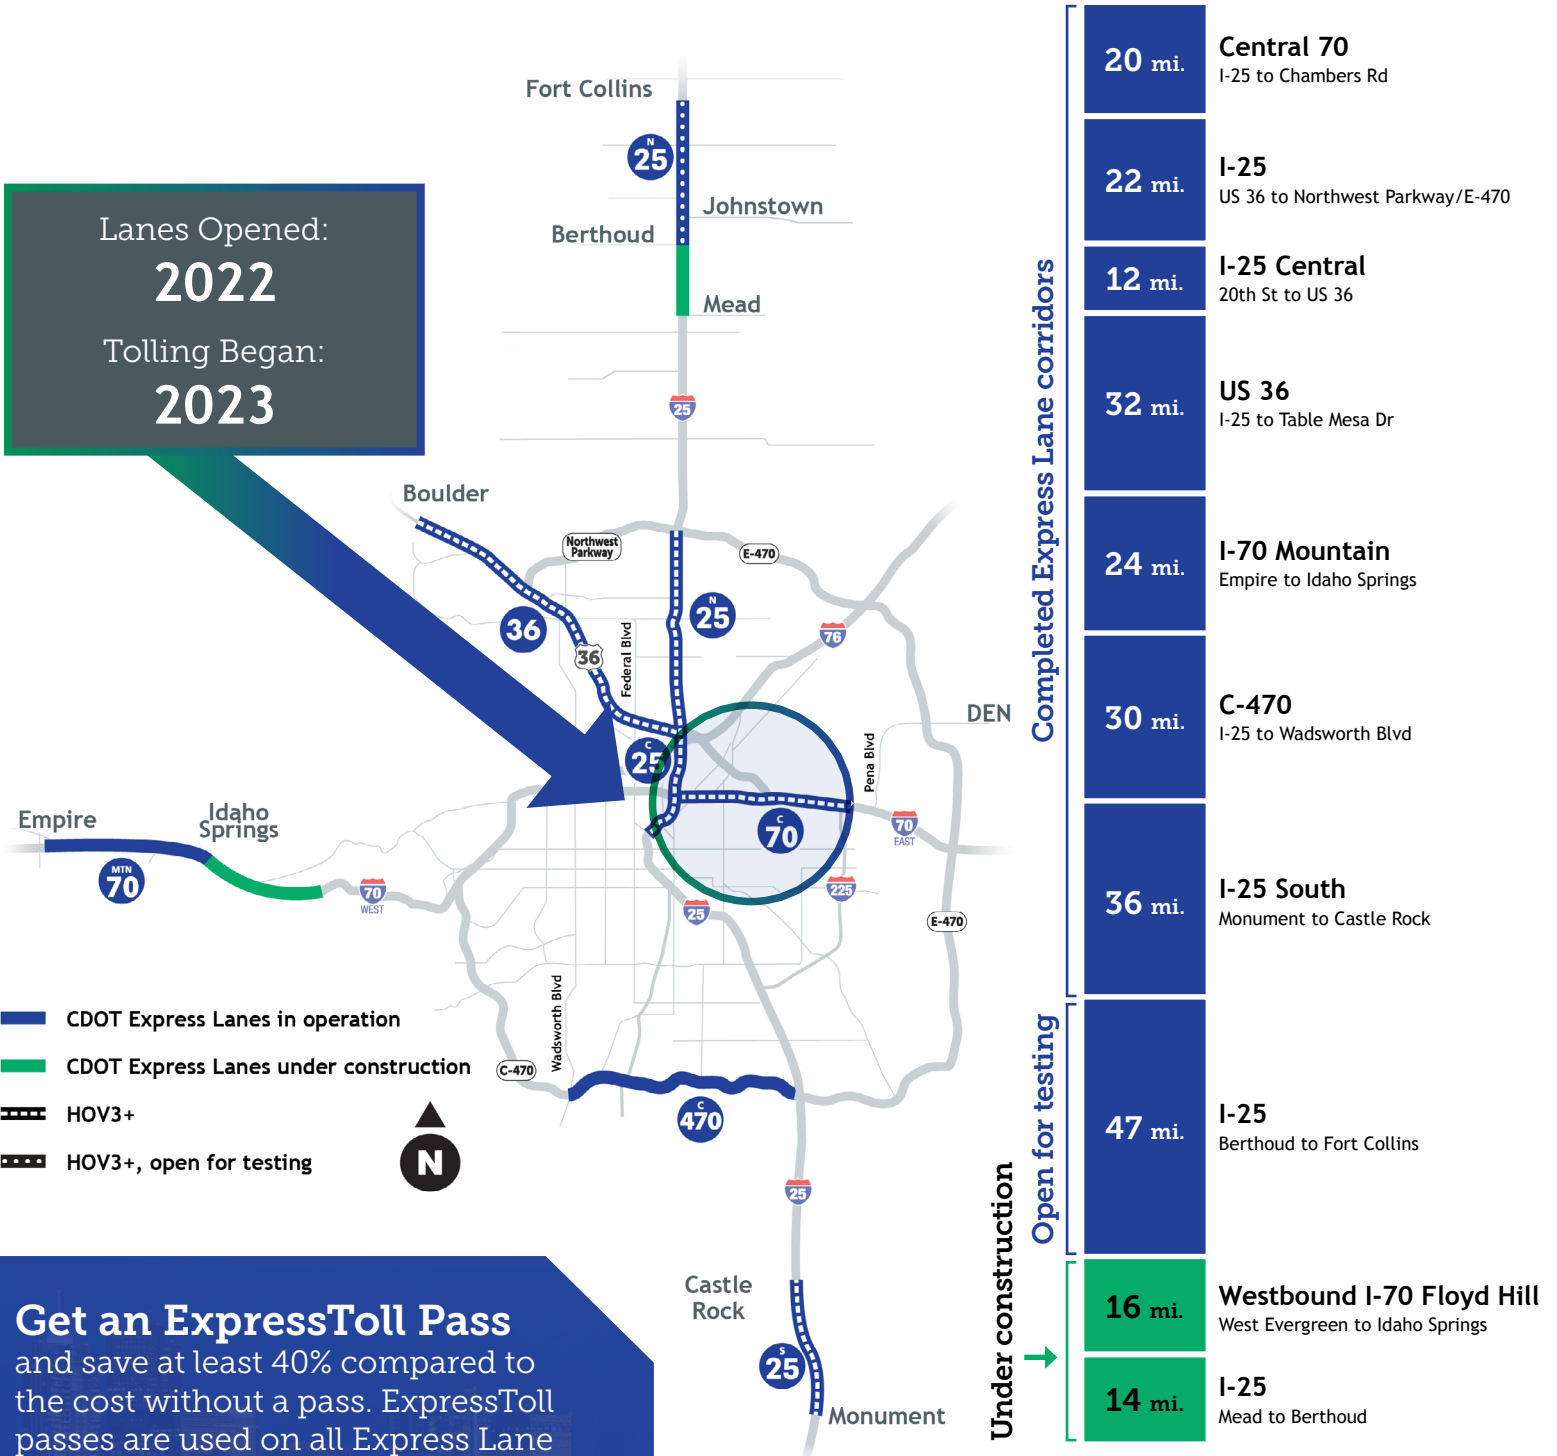 Lanes Opened:
2022
Tolling Began:
2023
Fort Collins
N
25
Johnstown
Berthoud
Mead
25
Boulder
Northwest
Parkway
E-470
36
36
Federal Blvd
N
25
76
DEN
C
25
Pena Blvd
C
70
70
EAST
Empire
Idaho
Springs
MTN
70
70
WEST
25
225
E-470
Wadsworth Blvd
C-470
C
470
25
Castle
Rock
S
25
Monument
CDOT Express Lanes in operation
CDOT Express Lanes under construction
HOV3+
HOV3+, open for testing
N
Get an ExpressToll Pass
and save at least 40% compared to
the cost without a pass. ExpressToll
passes are used on all Express Lane
Completed Express Lane corridors
20 mi.
Central 70
I-25 to Chambers Rd
22 mi.
I-25
US 36 to Northwest Parkway/E-470
12 mi.
I-25 Central
20th St to US 36
32 mi.
US 36
I-25 to Table Mesa Dr
24 mi.
I-70 Mountain
Empire to Idaho Springs
30 mi.
C-470
I-25 to Wadsworth Blvd
36 mi.
I-25 South
Monument to Castle Rock
Open for testing
47 mi.
I-25
Berthoud to Fort Collins
Under construction
16 mi.
Westbound I-70 Floyd Hill
West Evergreen to Idaho Springs
14 mi.
I-25
Mead to Berthoud